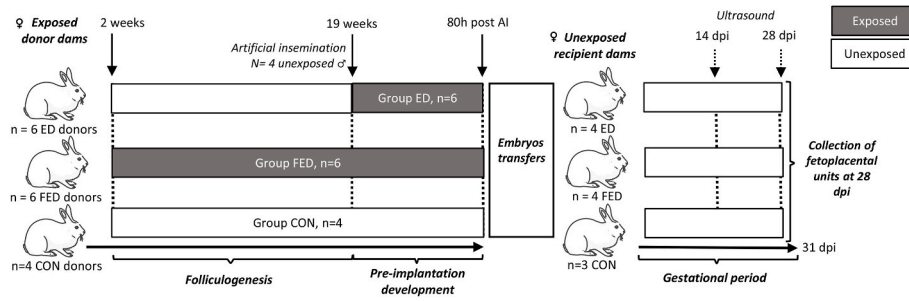 ♀ Exposed donor dams
2 weeks
19 weeks
80h post AI
Artificial insemination
N= 4 unexposed ♂
♀ Unexposed recipient dams
Ultrasound
14 dpi
28 dpi
Exposed
Unexposed
n = 6 ED donors
Group ED, n=6
n = 6 FED donors
Group FED, n=6
n=4 CON donors
Group CON, n=4
Embryos
transfers
n = 4 ED
n = 4 FED
n=3 CON
Collection of
fetoplacental
units at 28
dpi
31 dpi
Folliculogenesis
Pre-implantation
development
Gestational period